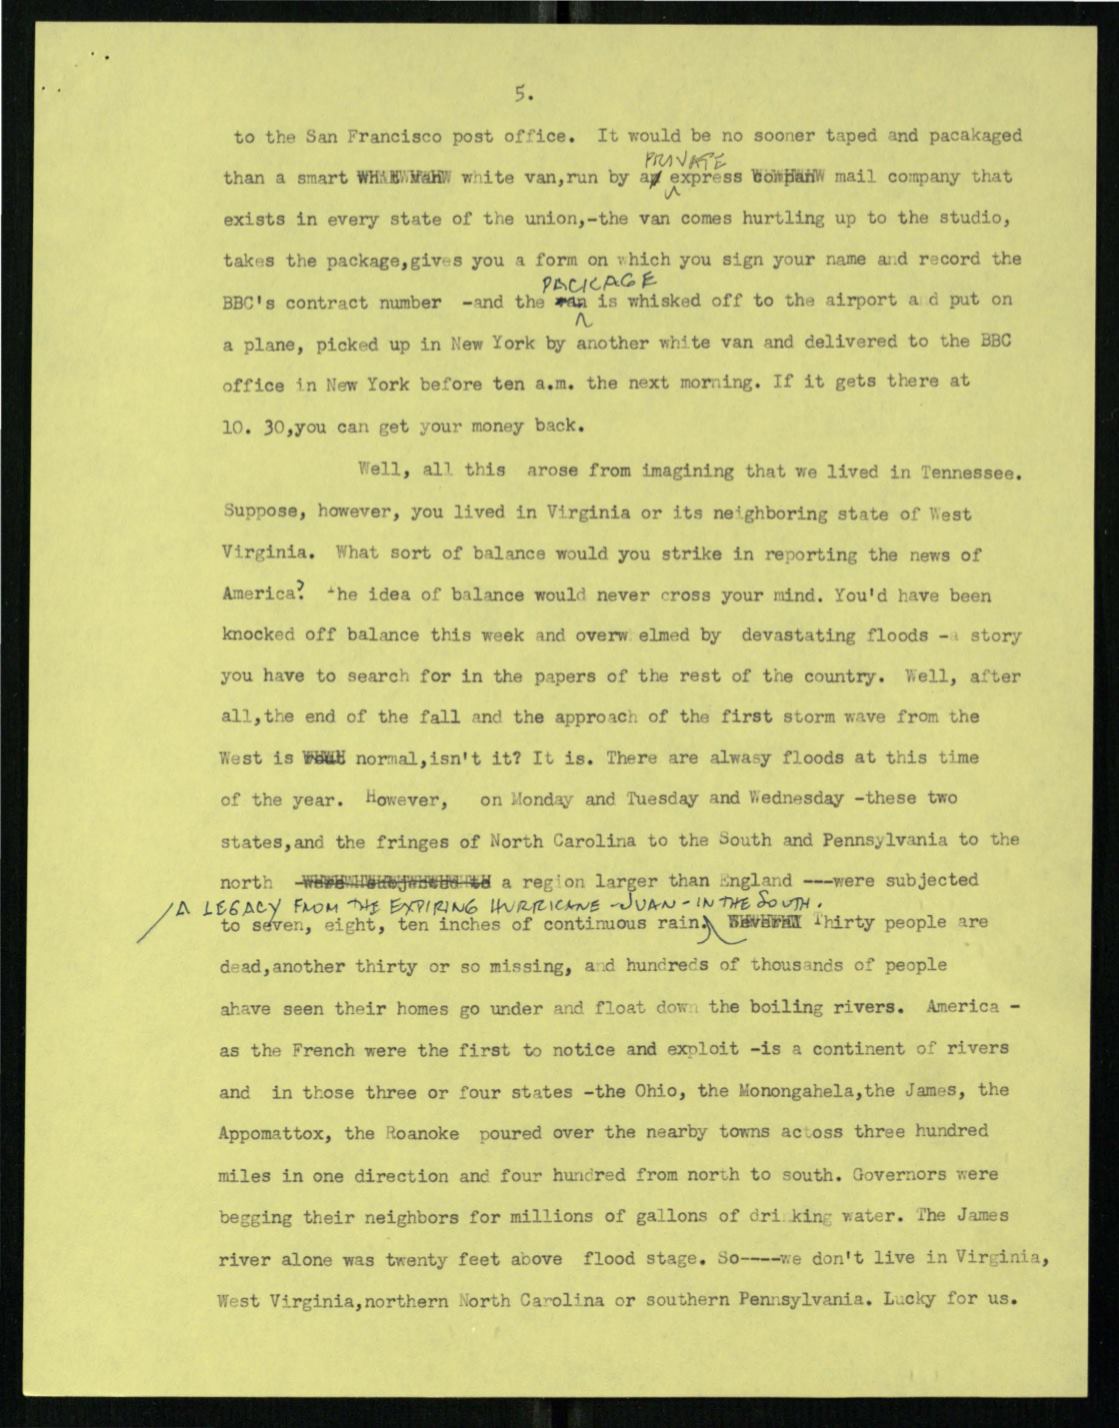 5.
to the San Francisco post office. It would be no sooner taped and pacakaged
PRIVATE
than a smart white van,run by a express mail company that
exists in every state of the union,-the van comes hurtling up to the studio,
takes the package,gives you a form on which you sign your name and record the
PACKAGE
BBC's contract number -and the van is whisked off to the airport a d put on
a plane, picked up in New York by another white van and delivered to the BBC
office in New York before ten a.m. the next morning. If it gets there at
10. 30,you can get your money back.
Well, all this arose from imagining that we lived in Tennessee.
Suppose, however, you lived in Virginia or its neighboring state of West
Virginia. What sort of balance would you strike in reporting the news of
America? The idea of balance would never cross your mind. You'd have been
knocked off balance this week and overw elmed by devastating floods -a story
you have to search for in the papers of the rest of the country. Well, after
all,the end of the fall and the approach of the first storm wave from the
West is normal,isn't it? It is. There are alwasy floods at this time
of the year. However, on Monday and Tuesday and Wednesday -these two
states,and the fringes of North Carolina to the South and Pennsylvania to the
north - a region larger than England ---were subjected
/A LEGACY FROM THE EXPIRING HURRICANE -JUAN- IN THE SOUTH.
to seven, eight, ten inches of continuous rain. Thirty people are
dead,another thirty or so missing, and hundreds of thousands of people
ahave seen their homes go under and float down the boiling rivers. America -
as the French were the first to notice and exploit -is a continent of rivers
and in those three or four states -the Ohio, the Monongahela,the James, the
Appomattox, the Roanoke poured over the nearby towns actoss three hundred
miles in one direction and four hundred from north to south. Governors were
begging their neighbors for millions of gallons of dri king water. The James
river alone was twenty feet above flood stage. So----we don't live in Virginia,
West Virginia,northern North Carolina or southern Pennsylvania. Lucky for us.